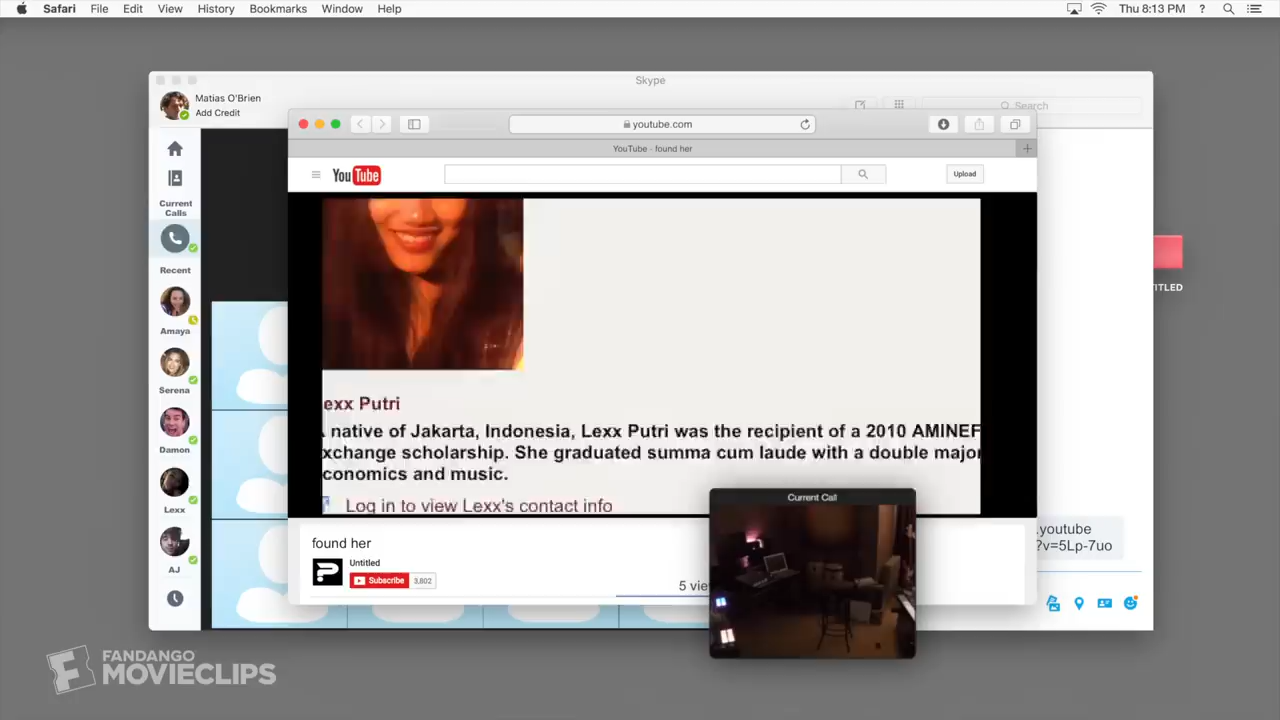 Safari File Edit View History Bookmarks Window Help Thu 8:13 PM ?
Skype
Matias O'Brien
Add Credit
Search
youtube.com
YouTube - found her
YouTube
Upload
Current
Calls
Recent
Amaya
Serena
Damon
Lexx
AJ
exx Putri
native of Jakarta, Indonesia, Lexx Putri was the recipient of a 2010 AMINEF
xchange scholarship. She graduated summa cum laude with a double major
conomics and music.
Log in to view Lexx's contact info
Current Call
found her
Untitled
Subscribe 3,802
5 vie
.youtube
?v=5Lp-7uo
TITLED
FANDANGO
MOVIECLIPS